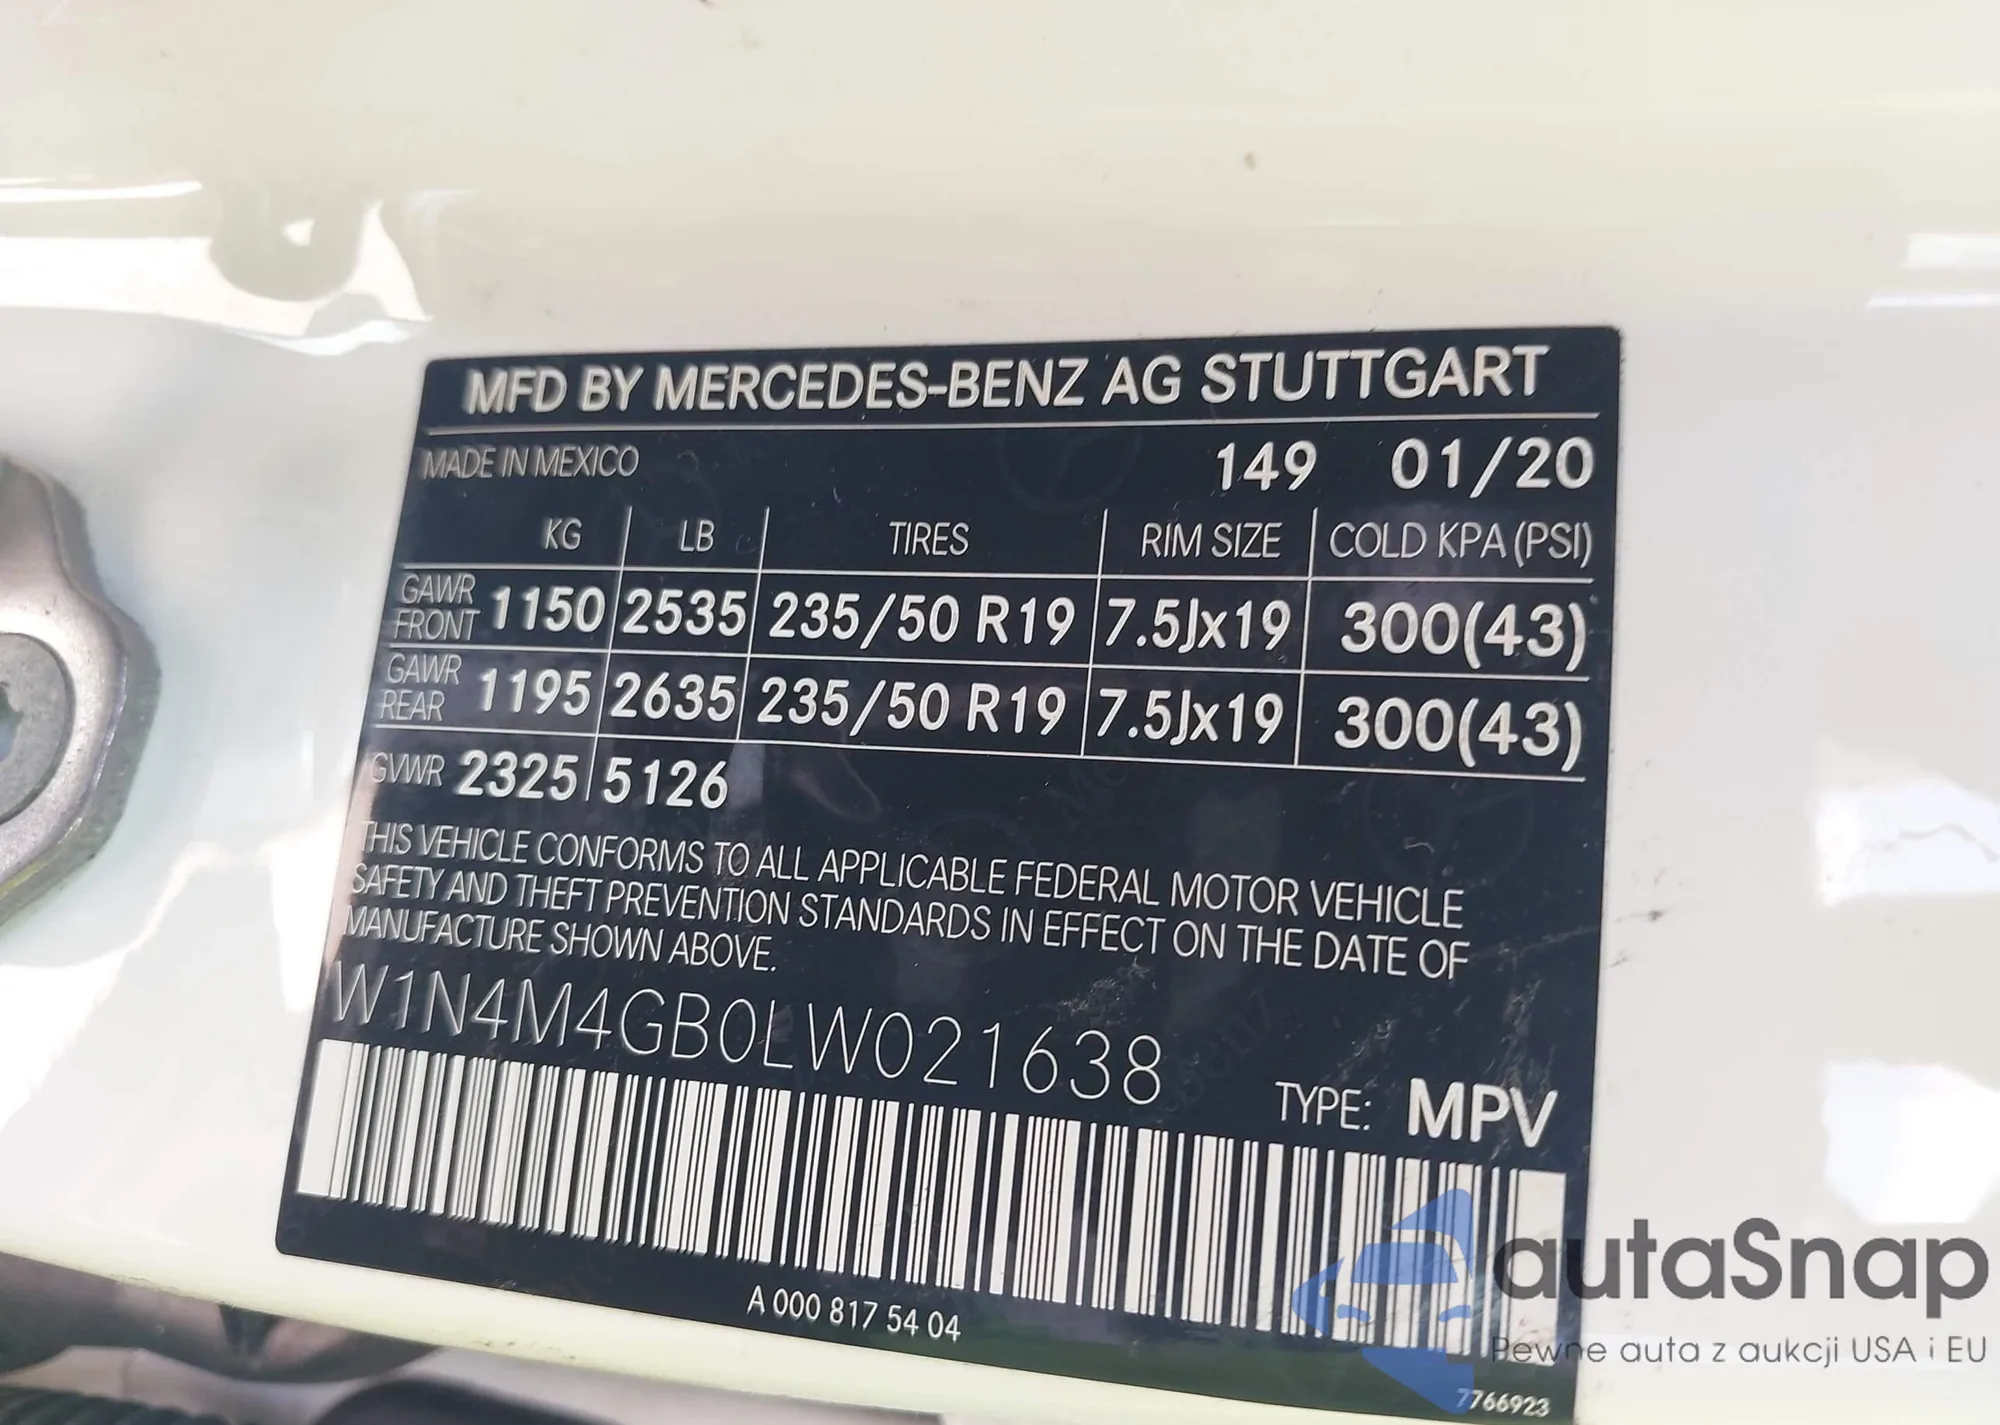 MFD BY MERCEDES-BENZ AG STUTTGART
MADE IN MEXICO 149 01/20
KG LB TIRES RIM SIZE COLD KPA (PSI)
GAWR FRONT 1150 2535 235/50 R19 7.5Jx19 300(43)
GAWR REAR 1195 2635 235/50 R19 7.5Jx19 300(43)
GVWR 2325 5126
THIS VEHICLE CONFORMS TO ALL APPLICABLE FEDERAL MOTOR VEHICLE
SAFETY AND THEFT PREVENTION STANDARDS IN EFFECT ON THE DATE OF
MANUFACTURE SHOWN ABOVE.
W1N4M4GB0LW021638
TYPE: MPV
A 000 817 54 04
autaSnap
Pewne auta z aukcji USA i EU
7766923